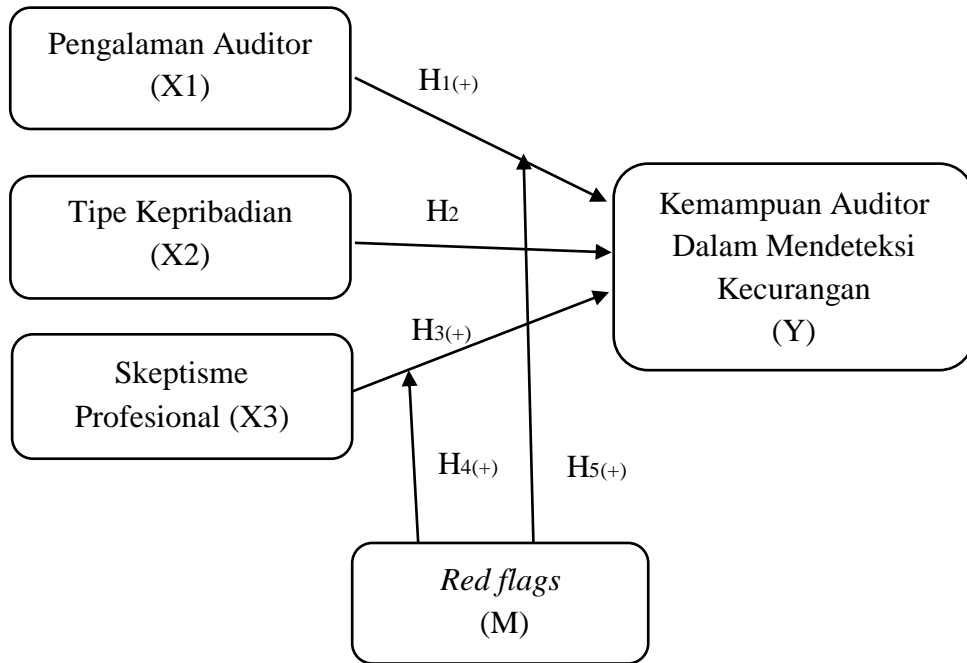 Pengalaman Auditor
(X1)
H1(+)
Tipe Kepribadian
(X2)
H2
Skeptisme
Profesional (X3)
H3(+)
Kemampuan Auditor
Dalam Mendeteksi
Kecurangan
(Y)
H4(+)
H5(+)
Red flags
(M)